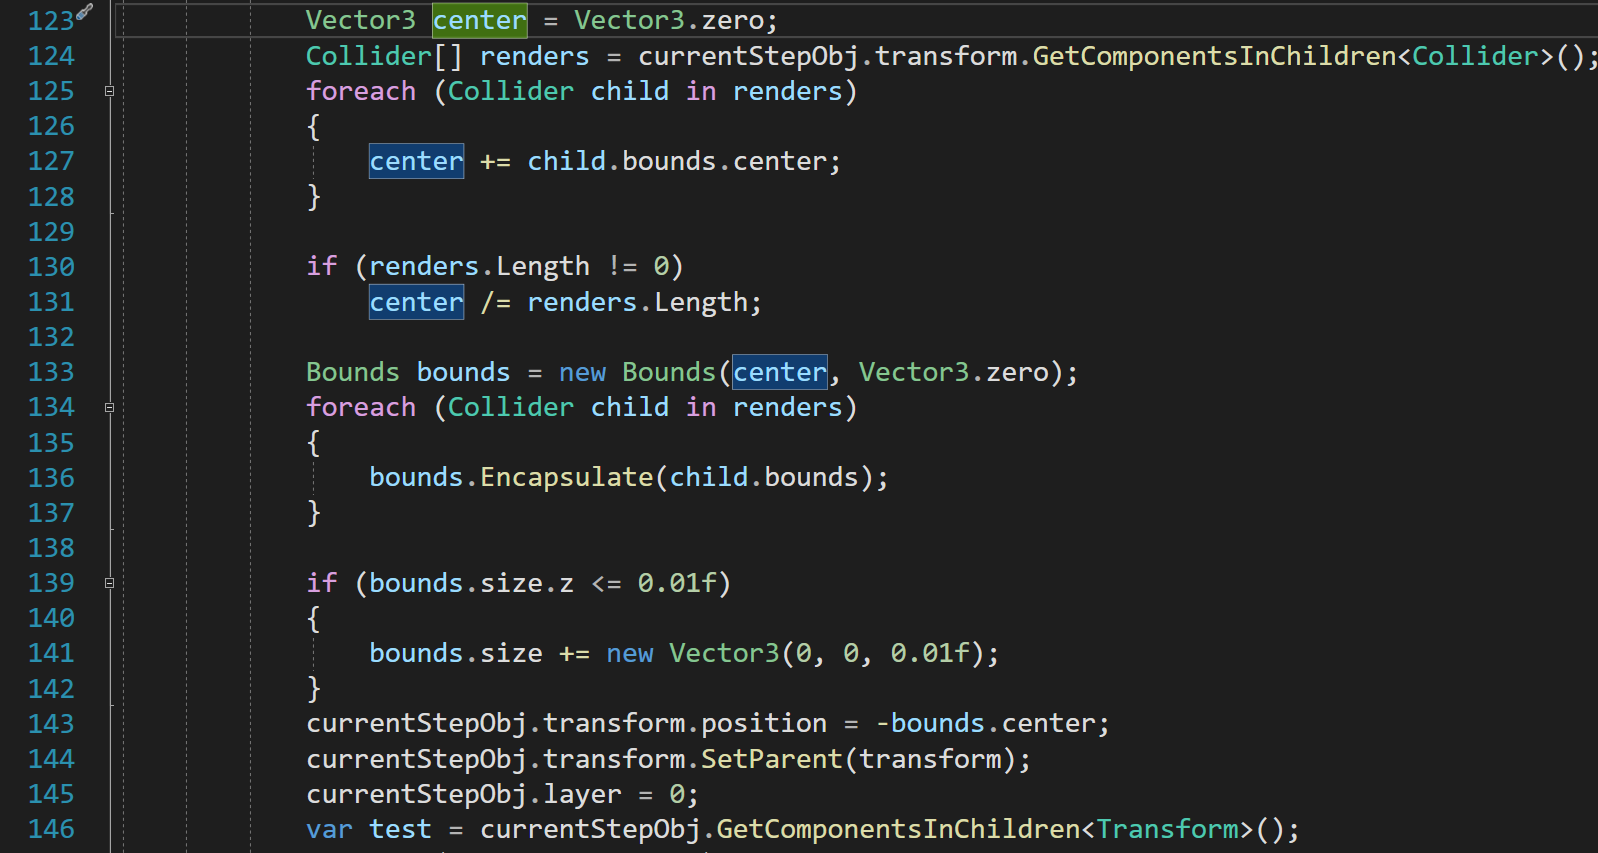 123 Vector3 center = Vector3.zero;
124 Collider[] renders = currentStepObj.transform.GetComponentsInChildren<Collider>();
125 foreach (Collider child in renders)
126 {
127 center += child.bounds.center;
128 }
129
130 if (renders.Length != 0)
131 center /= renders.Length;
132
133 Bounds bounds = new Bounds(center, Vector3.zero);
134 foreach (Collider child in renders)
135 {
136 bounds.Encapsulate(child.bounds);
137 }
138
139 if (bounds.size.z <= 0.01f)
140 {
141 bounds.size += new Vector3(0, 0, 0.01f);
142 }
143 currentStepObj.transform.position = -bounds.center;
144 currentStepObj.transform.SetParent(transform);
145 currentStepObj.layer = 0;
146 var test = currentStepObj.GetComponentsInChildren<Transform>();